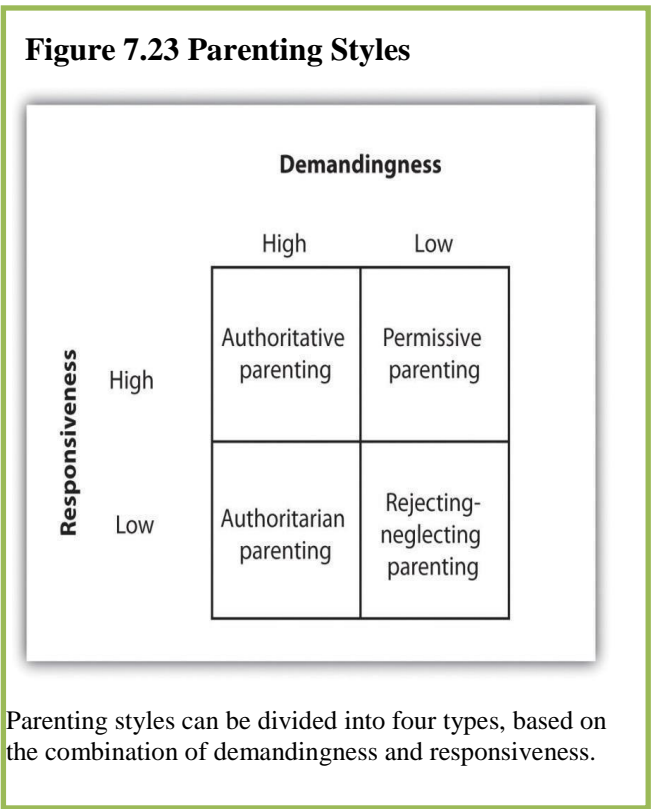 Figure 7.23 Parenting Styles
Demandingness
High Low
Responsiveness
High
Authoritative
parenting
Permissive
parenting
Low
Authoritarian
parenting
Rejecting-
neglecting
parenting
Parenting styles can be divided into four types, based on
the combination of demandingness and responsiveness.